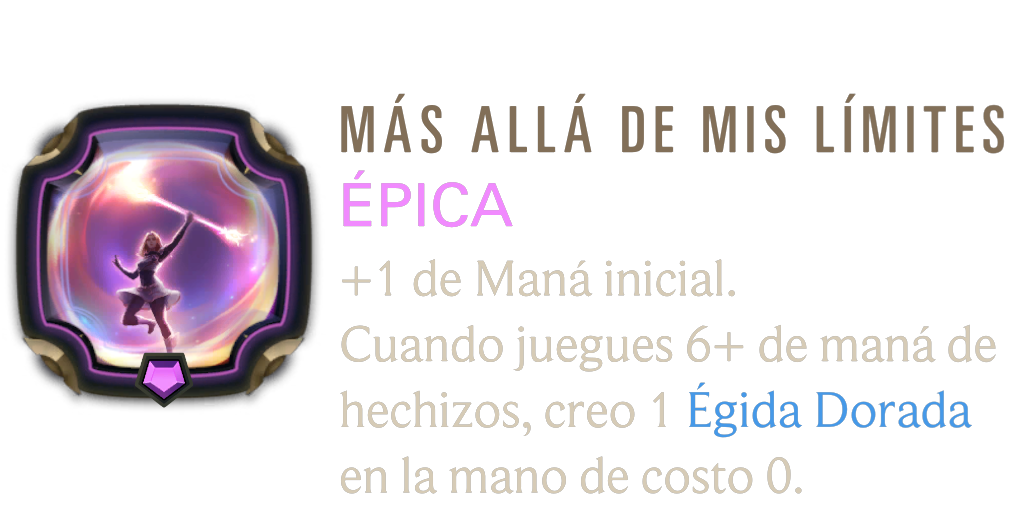 MÁS ALLÁ DE MIS LÍMITES
ÉPICA
+1 de Maná inicial.
Cuando juegues 6+ de maná de
hechizos, creo 1 Égida Dorada
en la mano de costo 0.